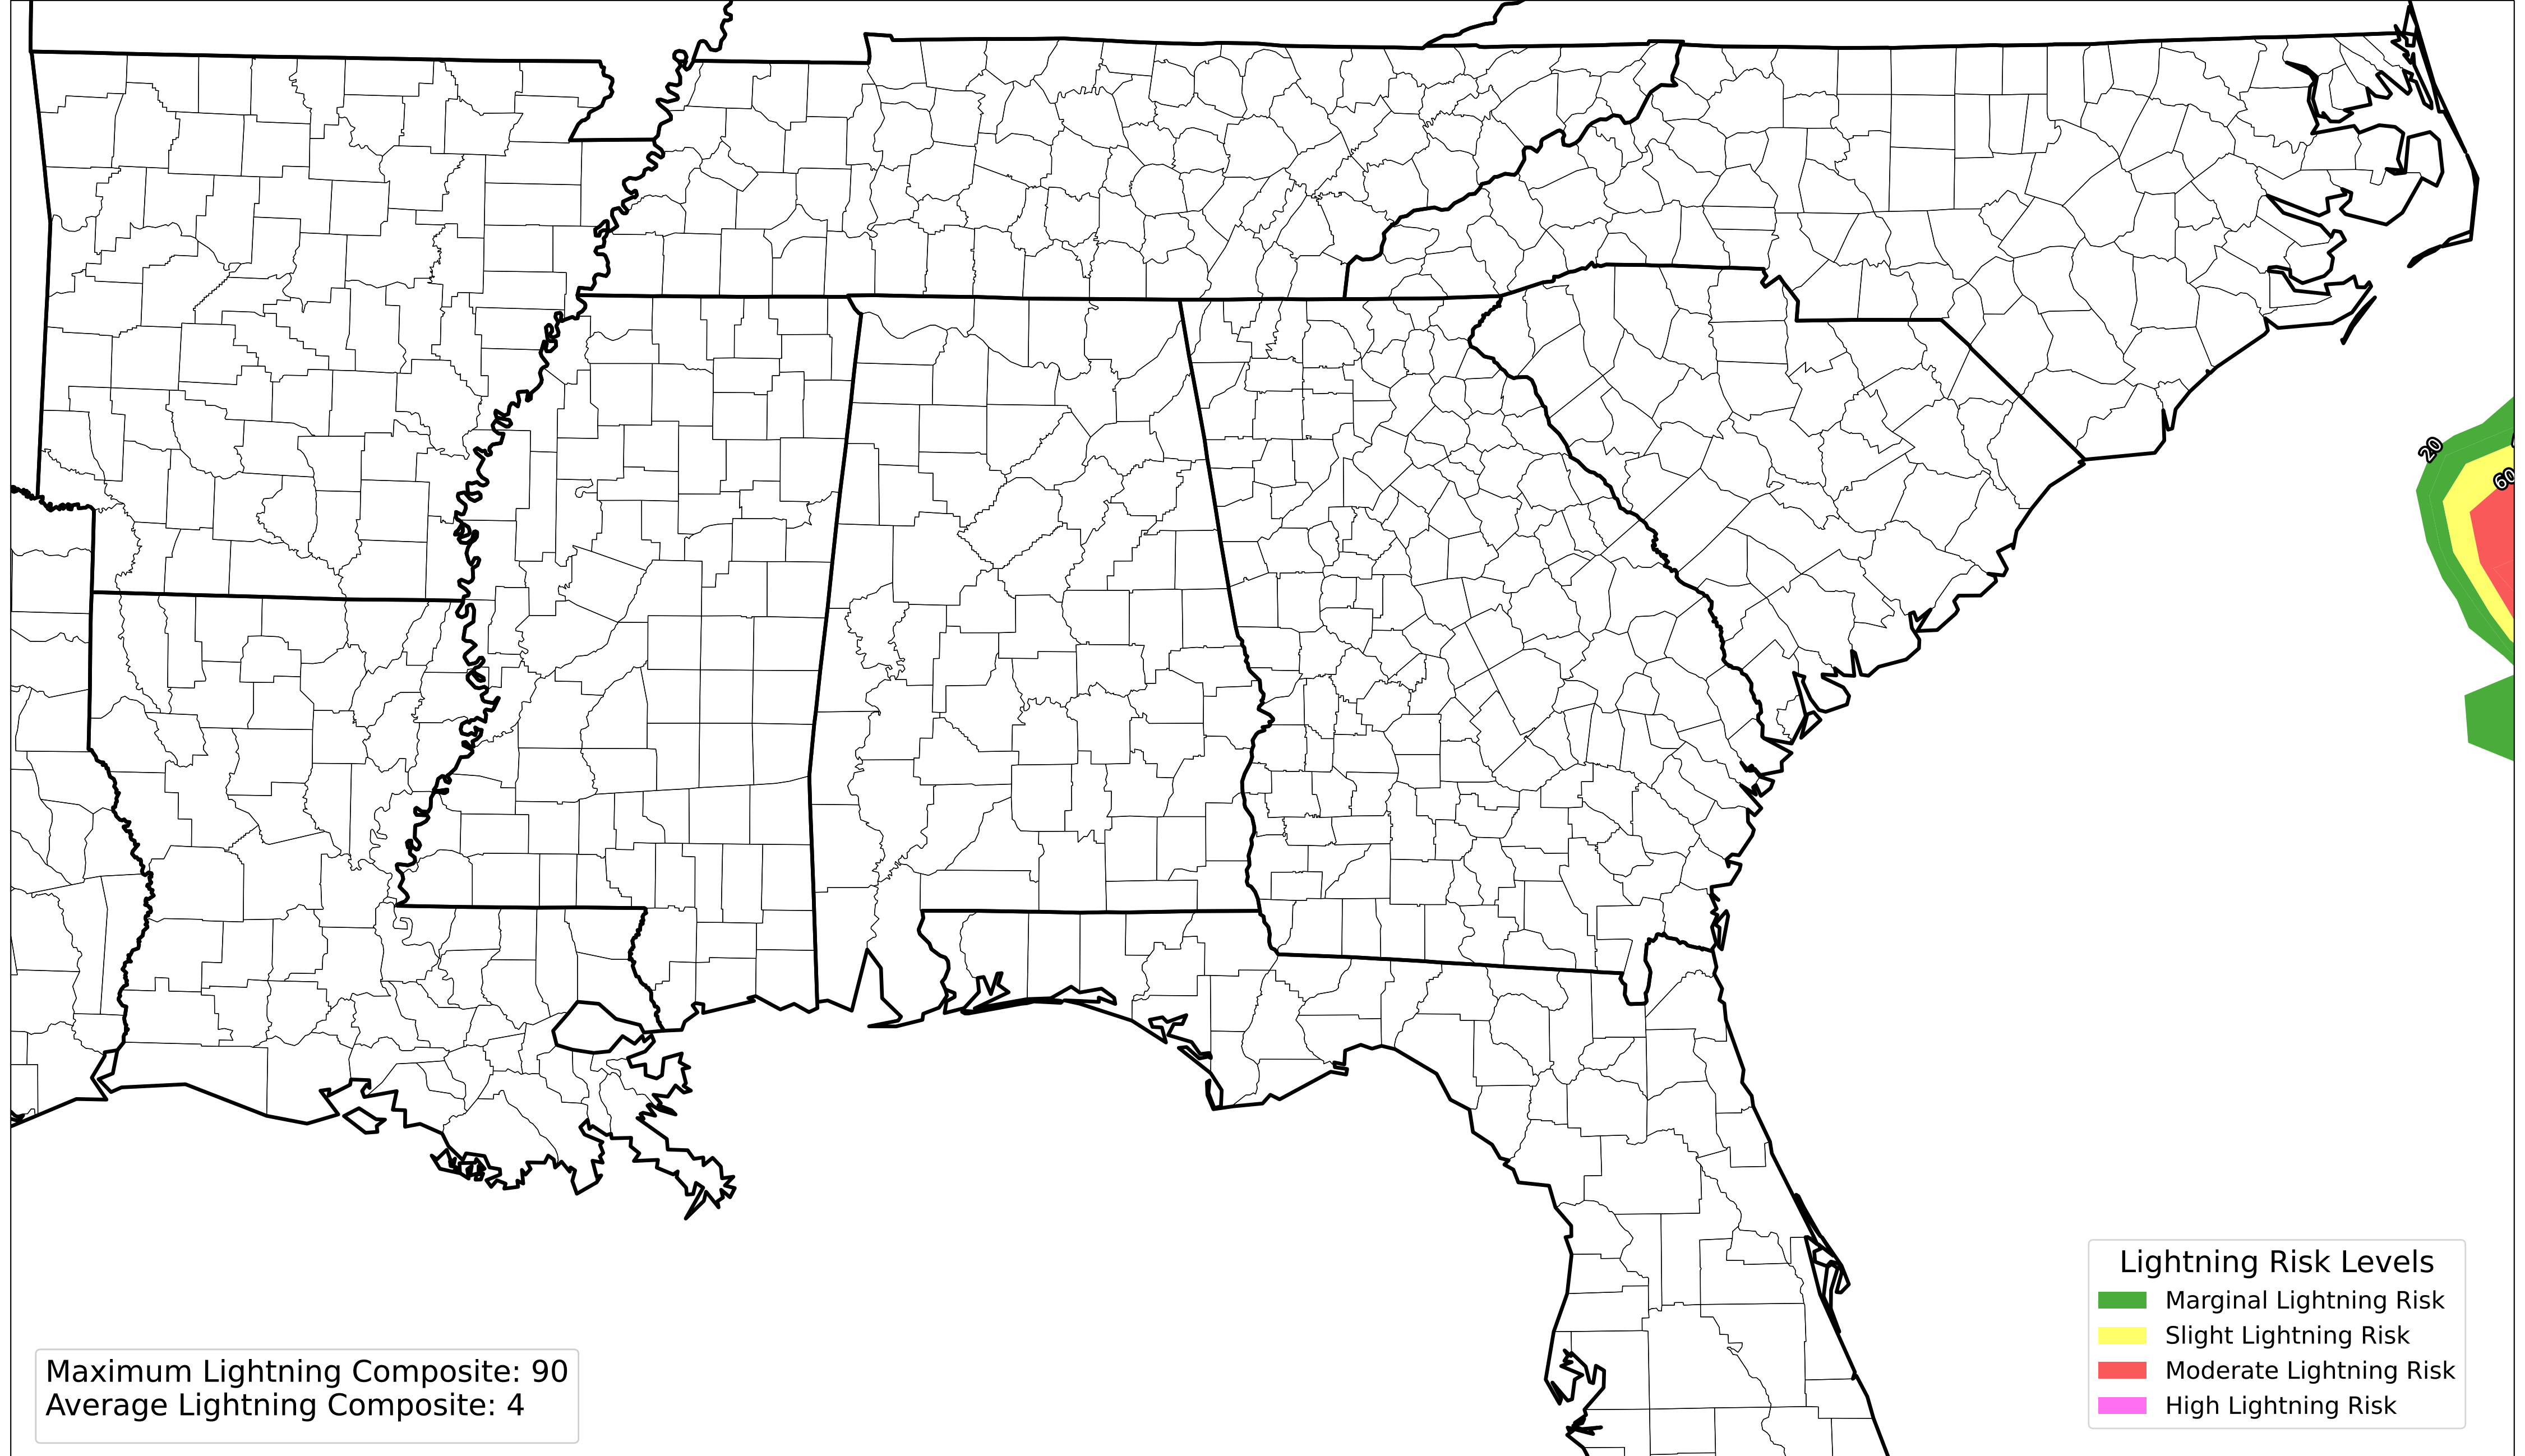 20
60
Lightning Risk Levels
Marginal Lightning Risk
Slight Lightning Risk
Moderate Lightning Risk
High Lightning Risk
Maximum Lightning Composite: 90
Average Lightning Composite: 4